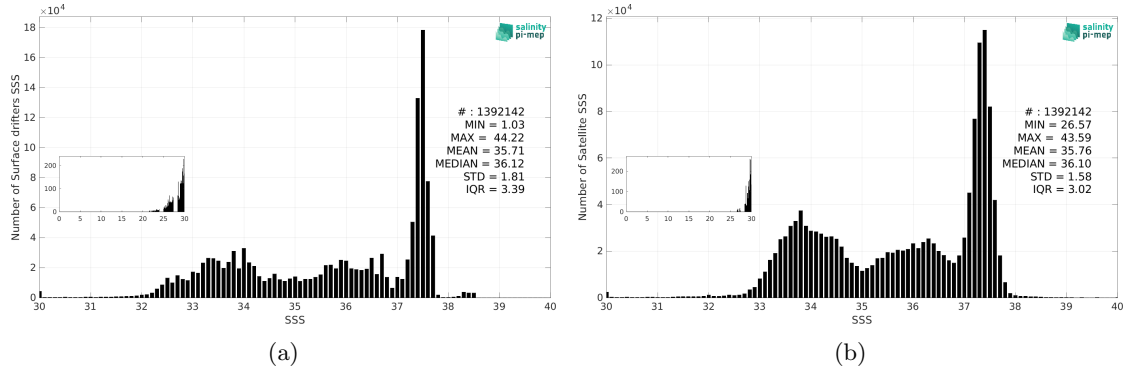 ×10⁴
18
16
14
12
10
8
6
4
2
0
Number of Surface drifters SSS
salinity
pi-mep
# : 1392142
MIN = 1.03
MAX = 44.22
MEAN = 35.71
MEDIAN = 36.12
STD = 1.81
IQR = 3.39
200
100
0
0 5 10 15 20 25 30
30 31 32 33 34 35 36 37 38 39 40
SSS
(a)
×10⁴
12
10
8
6
4
2
0
Number of Satellite SSS
salinity
pi-mep
# : 1392142
MIN = 26.57
MAX = 43.59
MEAN = 35.76
MEDIAN = 36.10
STD = 1.58
IQR = 3.02
200
100
0
0 5 10 15 20 25 30
30 31 32 33 34 35 36 37 38 39 40
SSS
(b)